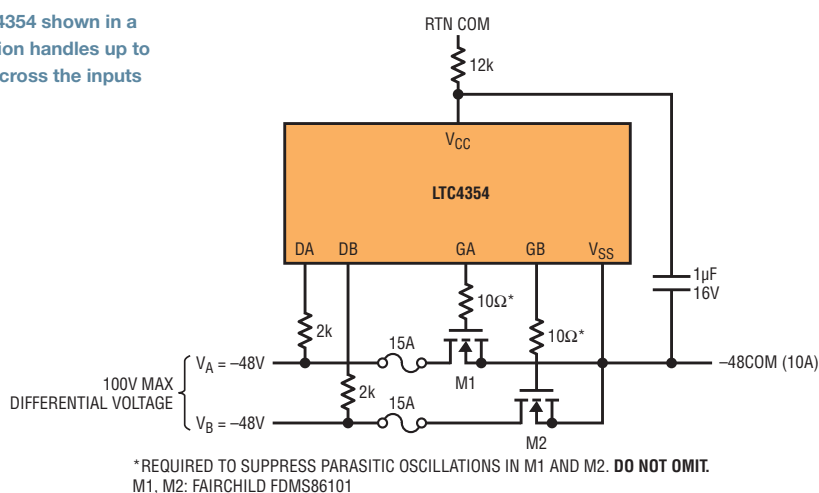 4354 shown in a
ion handles up to
cross the inputs
RTN COM
12k
VCC
LTC4354
DA DB GA GB VSS
1µF
16V
10Ω*
10Ω*
2k
15A
VA = –48V
–48COM (10A)
M1
100V MAX
DIFFERENTIAL VOLTAGE
2k
15A
VB = –48V
M2
*REQUIRED TO SUPPRESS PARASITIC OSCILLATIONS IN M1 AND M2. DO NOT OMIT.
M1, M2: FAIRCHILD FDMS86101